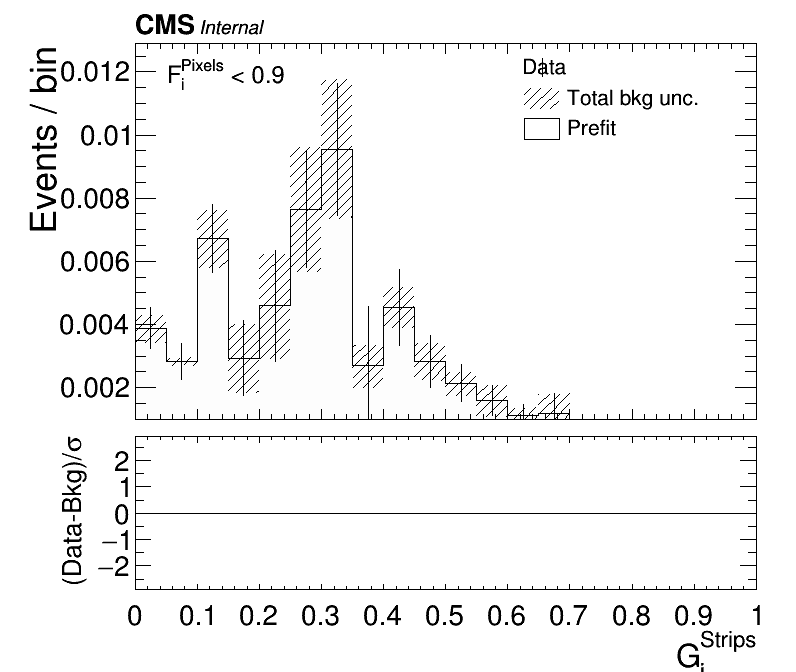 CMS Internal
F_i^Pixels < 0.9
Data
Total bkg unc.
Prefit
Events / bin
0.012
0.01
0.008
0.006
0.004
0.002
(Data-Bkg)/σ
2
1
0
−1
−2
0 0.1 0.2 0.3 0.4 0.5 0.6 0.7 0.8 0.9 1
G_i^Strips